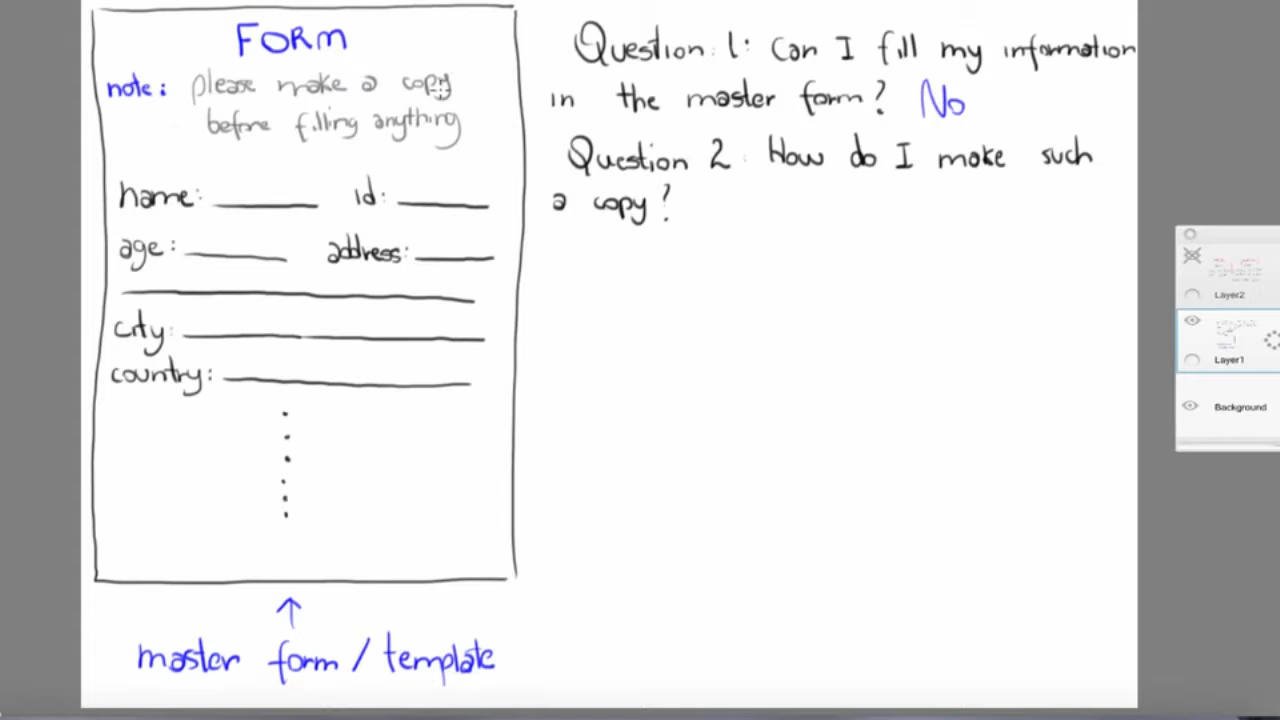 FORM
note: please make a copy
before filling anything
name: id:
age: address:
city:
country:
master form / template
Question 1: Can I fill my information
in the master form? No
Question 2: How do I make such
a copy?
Layer2
Layer1
Background